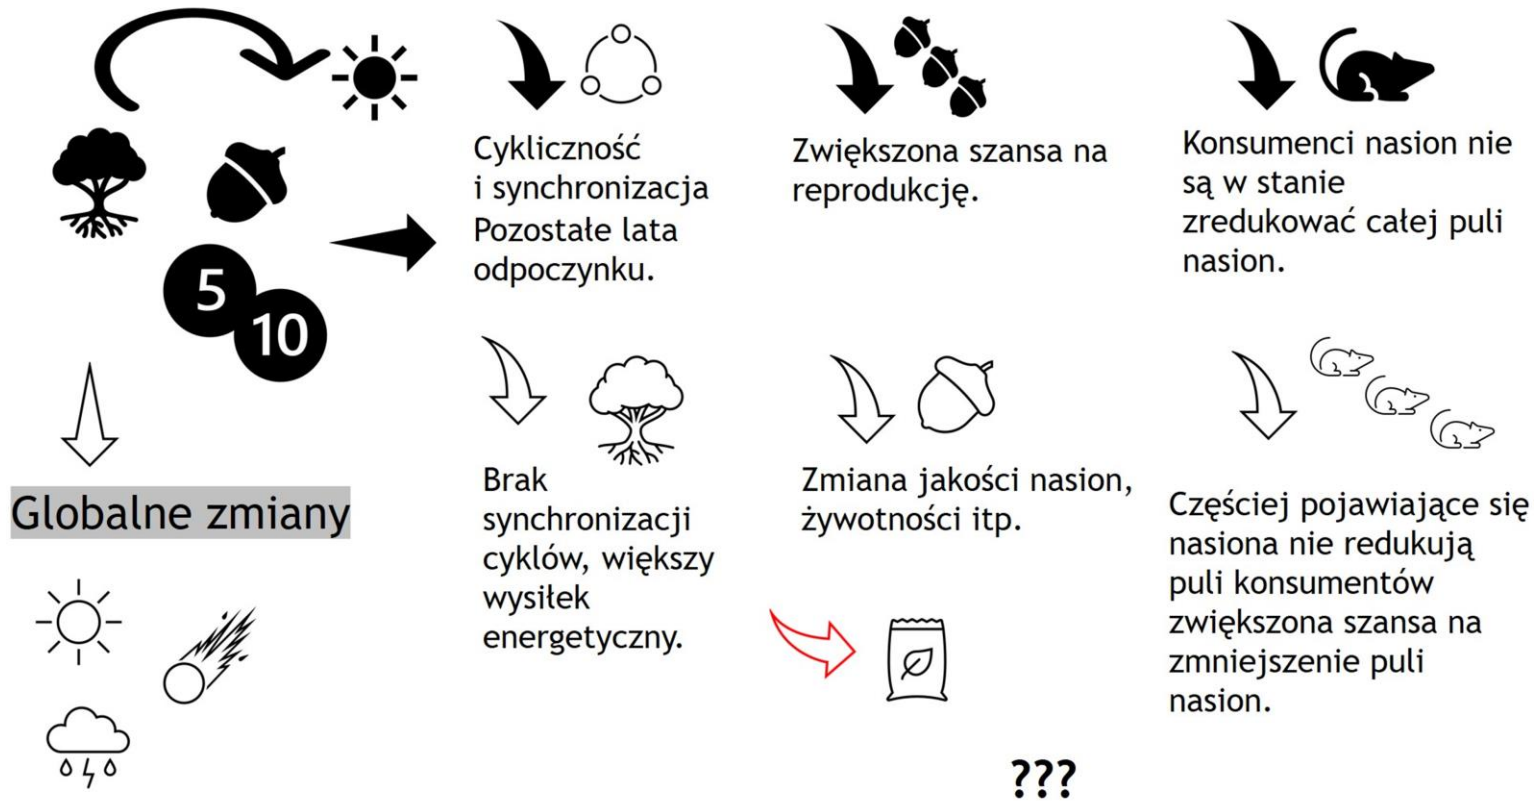 5
10
Cykliczność
i synchronizacja
Pozostałe lata
odpoczynku.
Zwiększona szansa na
reprodukcję.
Konsumenci nasion nie
są w stanie
zredukować całej puli
nasion.
Globalne zmiany
Brak
synchronizacji
cyklów, większy
wysiłek
energetyczny.
Zmiana jakości nasion,
żywotności itp.
Częściej pojawiające się
nasiona nie redukują
puli konsumentów
zwiększona szansa na
zmniejszenie puli
nasion.
???